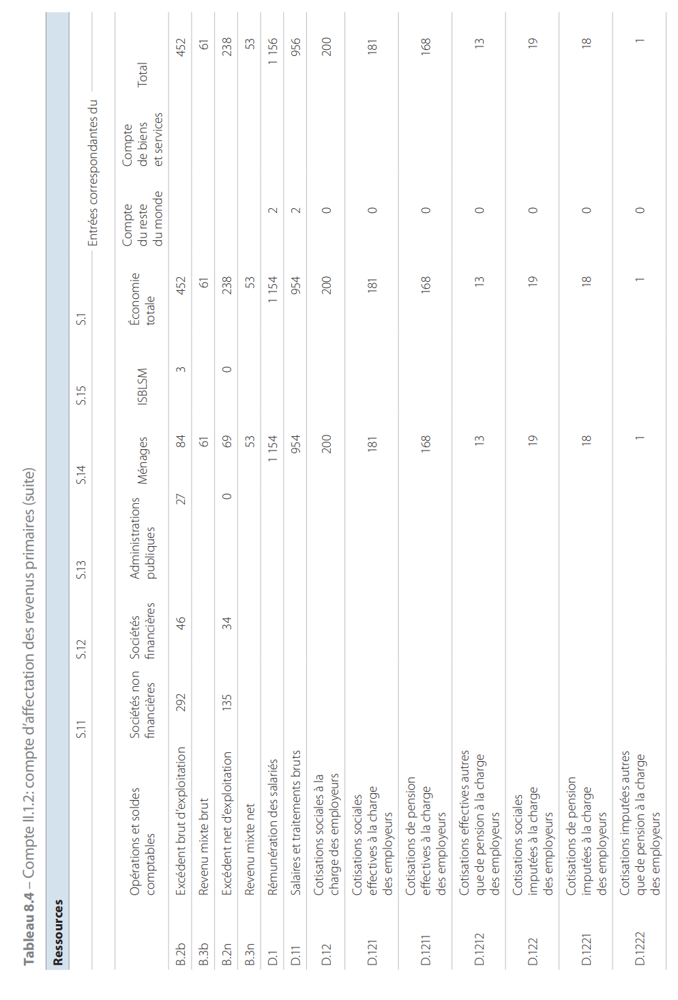 Tableau 8.4 – Compte II.1.2: compte d’affectation des revenus primaires (suite)
Ressources
S.11 S.12 S.13 S.14 S.15 S.1
Entrées correspondantes du
Opérations et soldes comptables Sociétés non financières Sociétés financières Administrations publiques Ménages ISBLSM Économie totale Compte du reste du monde Compte de biens et services Total
B.2b Excédent brut d’exploitation 292 46 27 84 3 452 452
B.3b Revenu mixte brut 61 61 61
B.2n Excédent net d’exploitation 135 34 0 69 0 238 238
B.3n Revenu mixte net 53 53 53
D.1 Rémunération des salariés 1 154 1 154 2 1 156
D.11 Salaires et traitements bruts 954 954 2 956
D.12 Cotisations sociales à la charge des employeurs 200 200 0 200
D.121 Cotisations sociales effectives à la charge des employeurs 181 181 0 181
D.1211 Cotisations de pension effectives à la charge des employeurs 168 168 0 168
D.1212 Cotisations effectives autres que de pension à la charge des employeurs 13 13 0 13
D.122 Cotisations sociales imputées à la charge des employeurs 19 19 0 19
D.1221 Cotisations de pension imputées à la charge des employeurs 18 18 0 18
D.1222 Cotisations imputées autres que de pension à la charge des employeurs 1 1 0 1